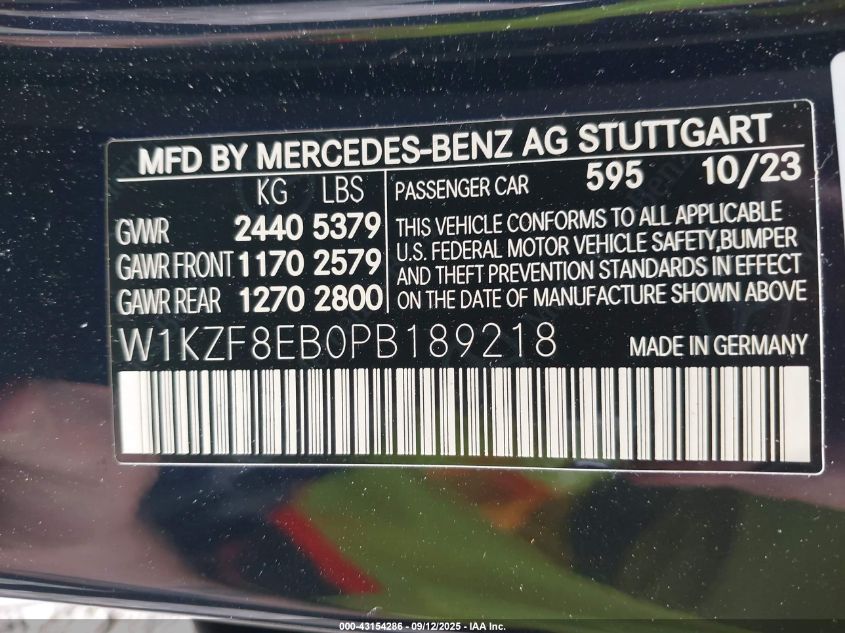 MFD BY MERCEDES-BENZ AG STUTTGART
KG LBS
GVWR 2440 5379
GAWR FRONT 1170 2579
GAWR REAR 1270 2800
PASSENGER CAR 595 10/23
THIS VEHICLE CONFORMS TO ALL APPLICABLE
U.S. FEDERAL MOTOR VEHICLE SAFETY,BUMPER
AND THEFT PREVENTION STANDARDS IN EFFECT
ON THE DATE OF MANUFACTURE SHOWN ABOVE
W1KZF8EB0PB189218 MADE IN GERMANY
000-43154286 - 09/12/2025 - IAA Inc.